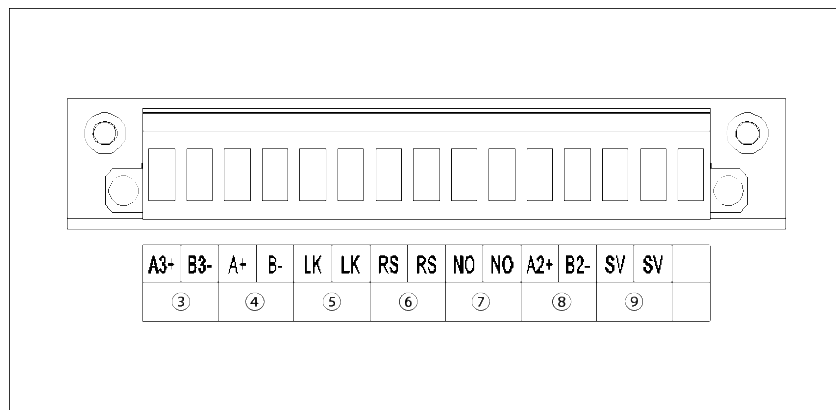 A3+ B3- A+ B- LK LK RS RS NO NO A2+ B2- SV SV
③ ④ ⑤ ⑥ ⑦ ⑧ ⑨